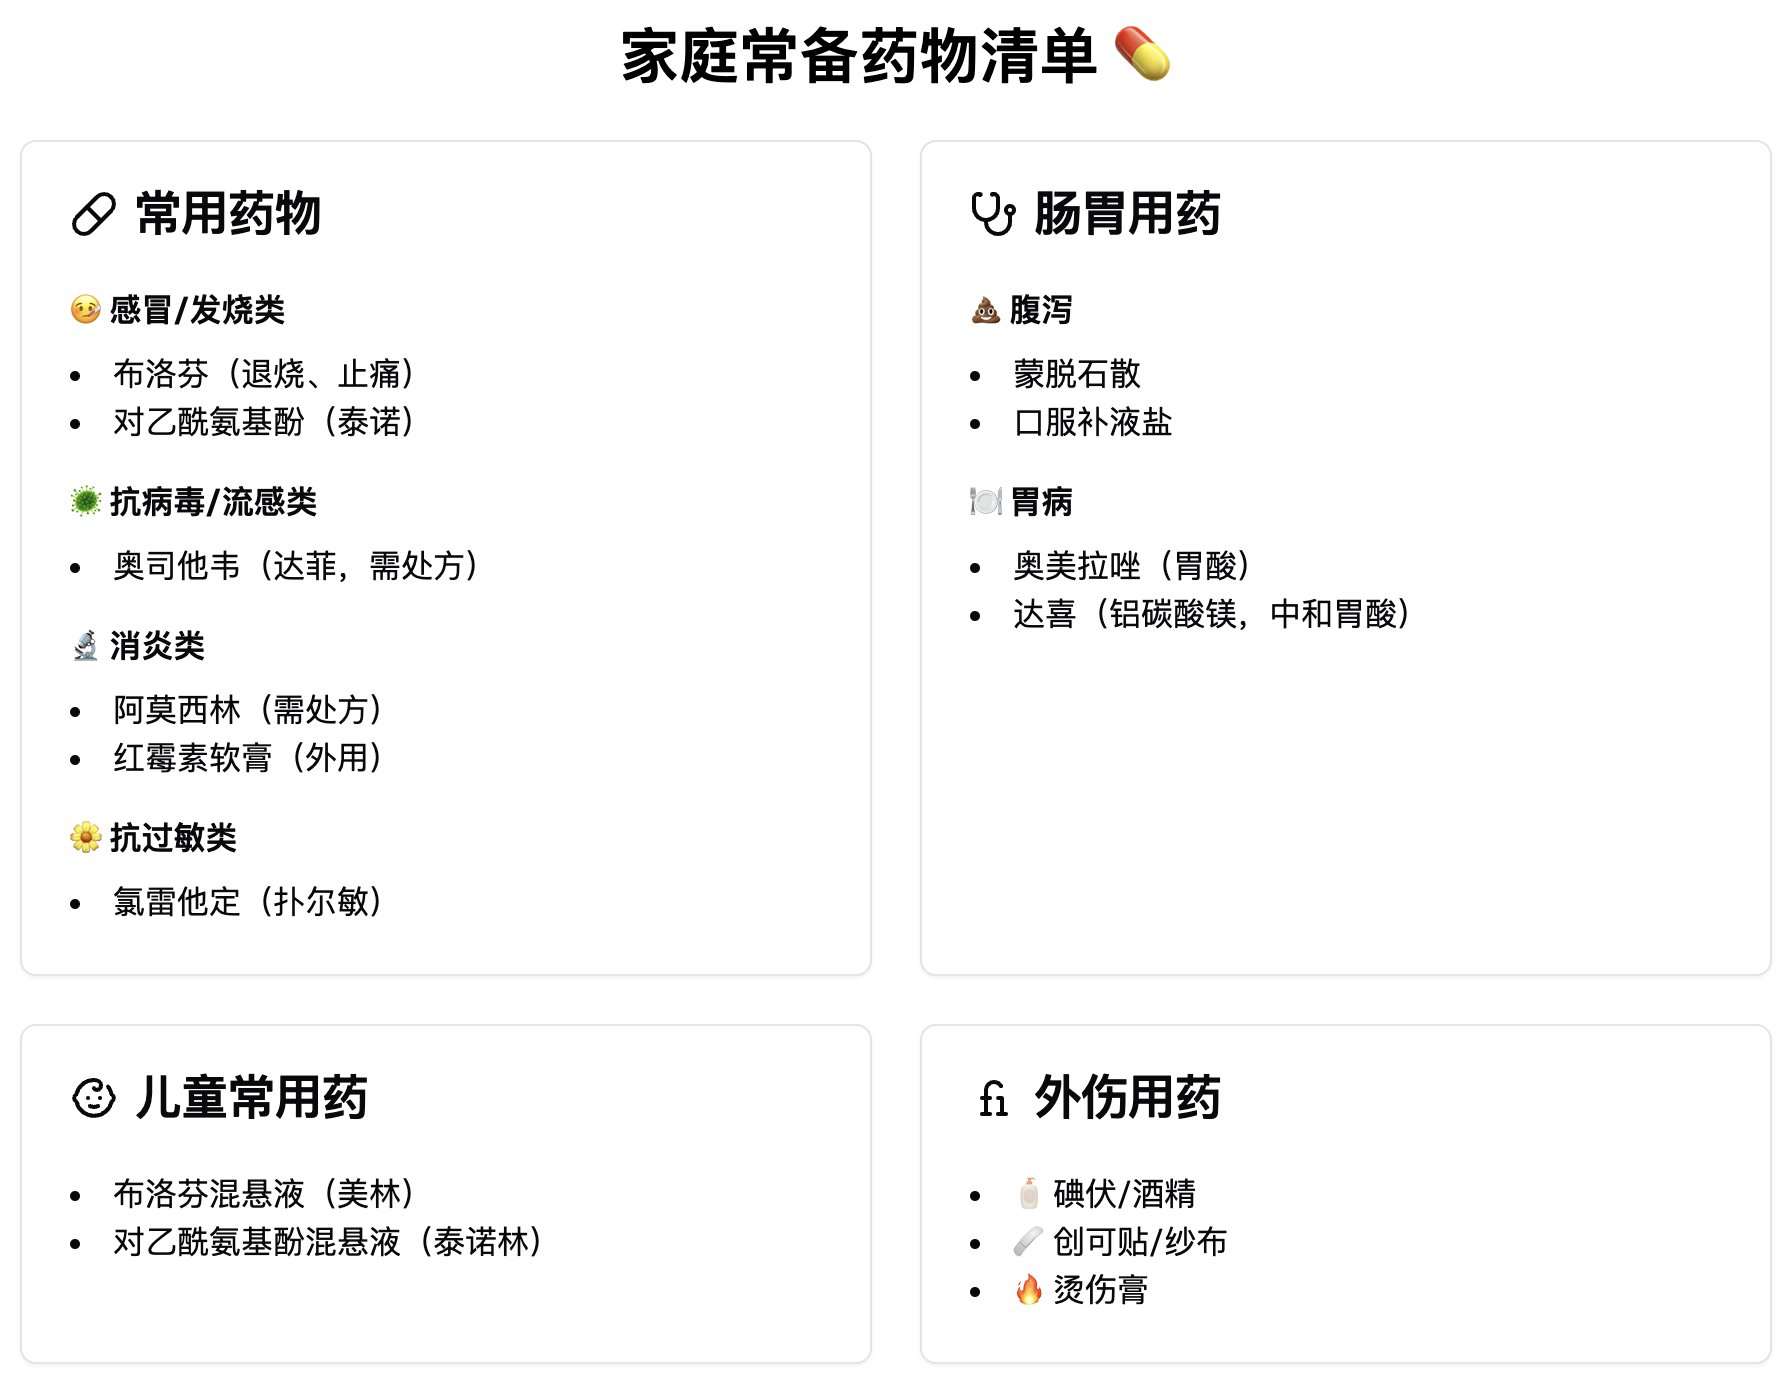 家庭常备药物清单 💊
常用药物
🤒 感冒/发烧类
• 布洛芬（退烧、止痛）
• 对乙酰氨基酚（泰诺）
🦠 抗病毒/流感类
• 奥司他韦（达菲，需处方）
🔬 消炎类
• 阿莫西林（需处方）
• 红霉素软膏（外用）
🌼 抗过敏类
• 氯雷他定（扑尔敏）
肠胃用药
💩 腹泻
• 蒙脱石散
• 口服补液盐
🍽️ 胃病
• 奥美拉唑（胃酸）
• 达喜（铝碳酸镁，中和胃酸）
儿童常用药
• 布洛芬混悬液（美林）
• 对乙酰氨基酚混悬液（泰诺林）
外伤用药
• 🧴 碘伏/酒精
• 🩹 创可贴/纱布
• 🔥 烫伤膏